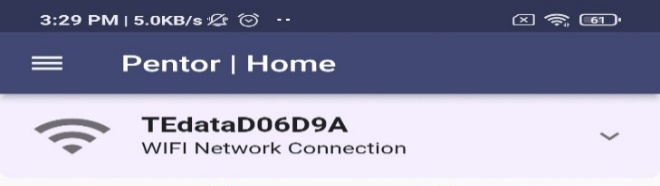 3:29 PM | 5.0KB/s 61
Pentor | Home
TEdataD06D9A
WIFI Network Connection